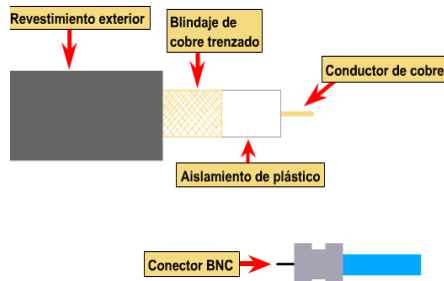 Revestimiento exterior
Blindaje de
cobre trenzado
Conductor de cobre
Aislamiento de plástico
Conector BNC